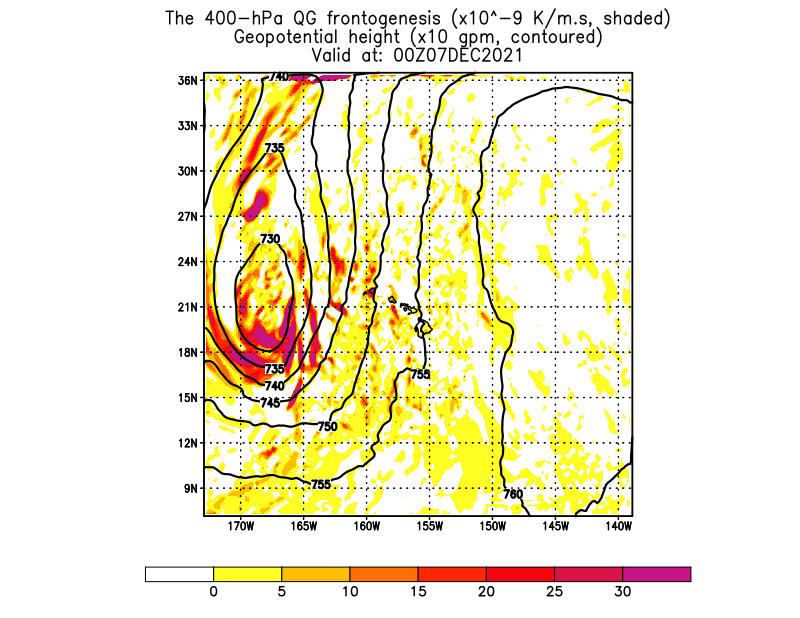 The 400-hPa QG frontogenesis (x10^-9 K/m.s, shaded)
Geopotential height (x10 gpm, contoured)
Valid at: 00Z07DEC2021
740
36N
33N
735
30N
27N
730
24N
21N
18N
735
755
740
15N
745
750
12N
755
9N
760
170W 165W 160W 155W 150W 145W 140W
0 5 10 15 20 25 30